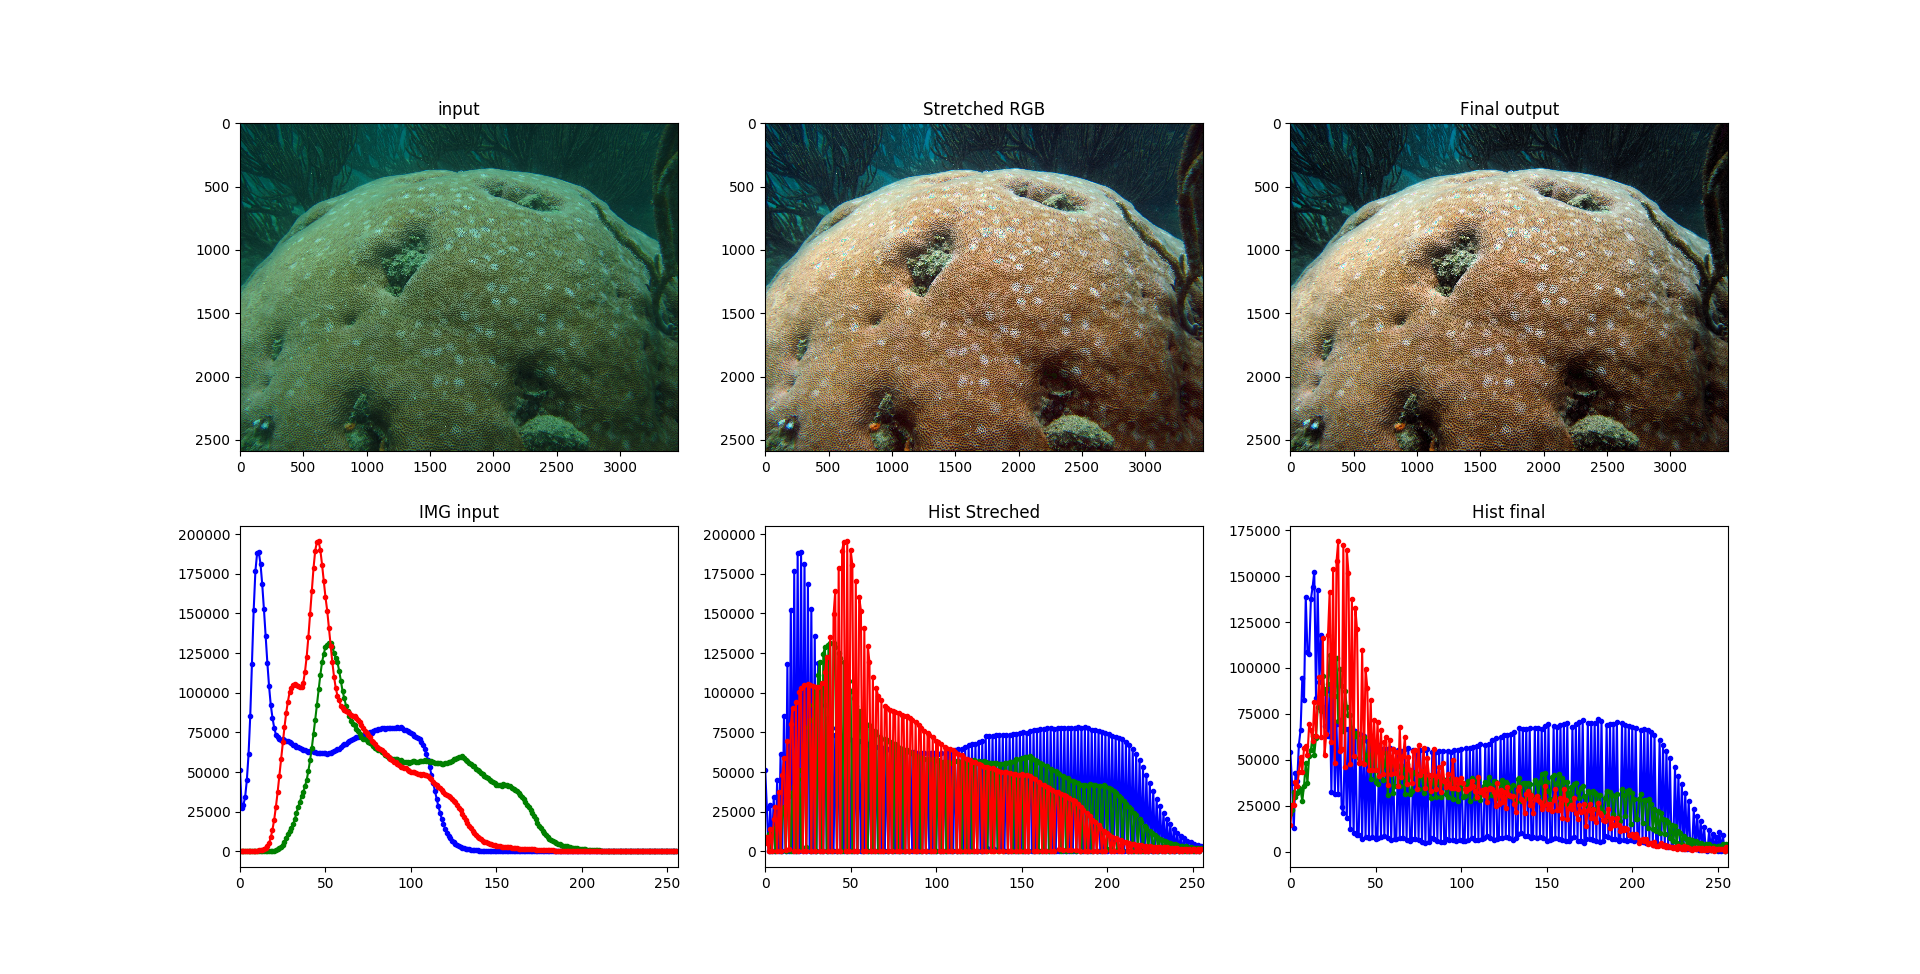 input Stretched RGB Final output
0 0 0
500 500 500
1000 1000 1000
1500 1500 1500
2000 2000 2000
2500 2500 2500
0 500 1000 1500 2000 2500 3000 0 500 1000 1500 2000 2500 3000 0 500 1000 1500 2000 2500 3000
IMG input Hist Streched Hist final
200000 200000 175000
175000 175000 150000
150000 150000 125000
125000 125000 100000
100000 100000 75000
75000 75000 50000
50000 50000 25000
25000 25000 0
0 0
0 50 100 150 200 250 0 50 100 150 200 250 0 50 100 150 200 250